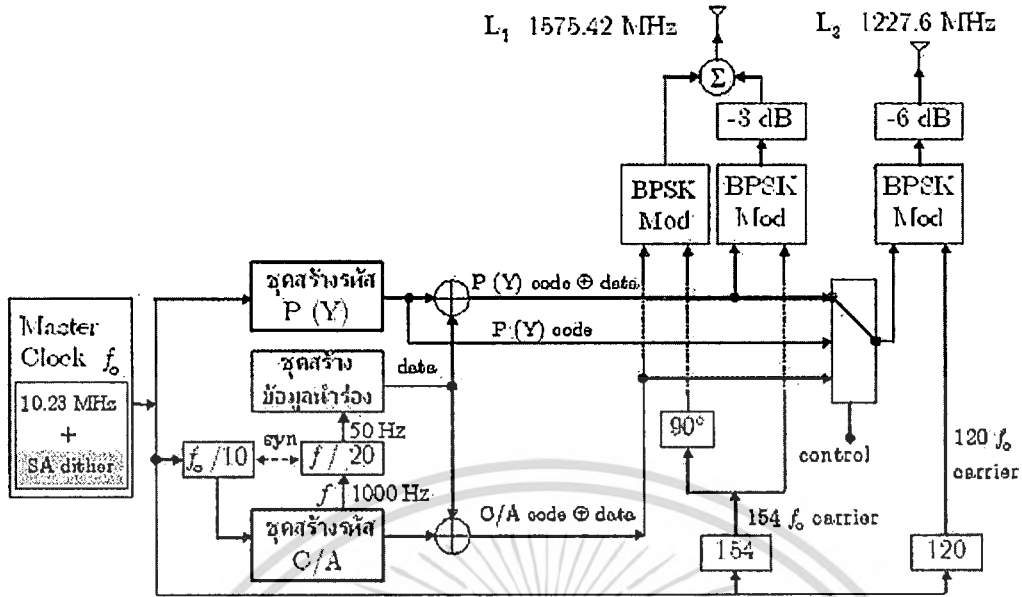 L₁ 1575.42 MHz
L₂ 1227.6 MHz
Σ
-3 dB
-6 dB
BPSK
Mod
BPSK
Mod
BPSK
Mod
ชุดสร้างรหัส
P (Y)
P (Y) code ⊕ data
P (Y) code
Master
Clock f₀
10.23 MHz
+
SA dither
ชุดสร้าง
ข้อมูลนำร่อง
data
50 Hz
f₀ /10
syn
f / 20
f 1000 Hz
ชุดสร้างรหัส
C/A
C/A code ⊕ data
90°
control
120 f₀
carrier
154 f₀ carrier
154
120